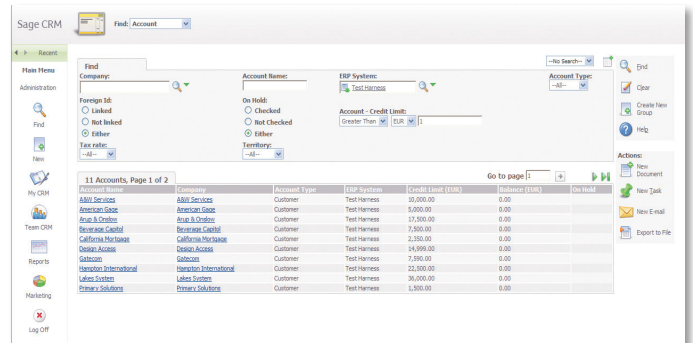 Sage CRM
Find: Account
Recent
Main Menu
Administration
Find
New
My CRM
Team CRM
Reports
Marketing
Log Off
Find
--No Search--
Company:
Account Name:
ERP System:
Account Type:
Test Harness
--All--
Foreign Id:
On Hold:
Account - Credit Limit:
Linked
Checked
Greater Than EUR 1
Not linked
Not Checked
Either
Either
Tax rate:
Territory:
--All--
--All--
Find
Clear
Create New Group
Help
Actions:
New Document
New Task
New E-mail
Export to File
11 Accounts, Page 1 of 2
Go to page 1
Account Name Company Account Type ERP System Credit Limit (EUR) Balance (EUR) On Hold
A&W Services A&W Services Customer Test Harness 10,000.00 0.00
American Gage American Gage Customer Test Harness 5,000.00 0.00
Arup & Onslow Arup & Onslow Customer Test Harness 17,500.00 0.00
Beverage Capitol Beverage Capitol Customer Test Harness 7,500.00 0.00
California Mortgage California Mortgage Customer Test Harness 2,350.00 0.00
Design Access Design Access Customer Test Harness 14,999.00 0.00
Gatecom Gatecom Customer Test Harness 7,590.00 0.00
Hampton International Hampton International Customer Test Harness 22,500.00 0.00
Lakes System Lakes System Customer Test Harness 36,000.00 0.00
Primary Solutions Primary Solutions Customer Test Harness 1,500.00 0.00